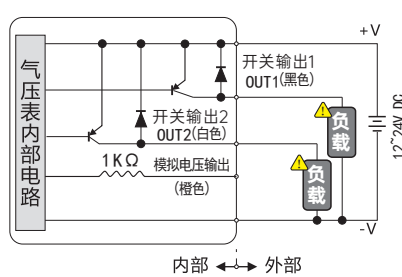 +V
开关输出1
OUT1(黑色)
气压表内部电路
开关输出2
OUT2(白色)
负载
12~24V DC
1KΩ
模拟电压输出
(橙色)
负载
-V
内部
外部